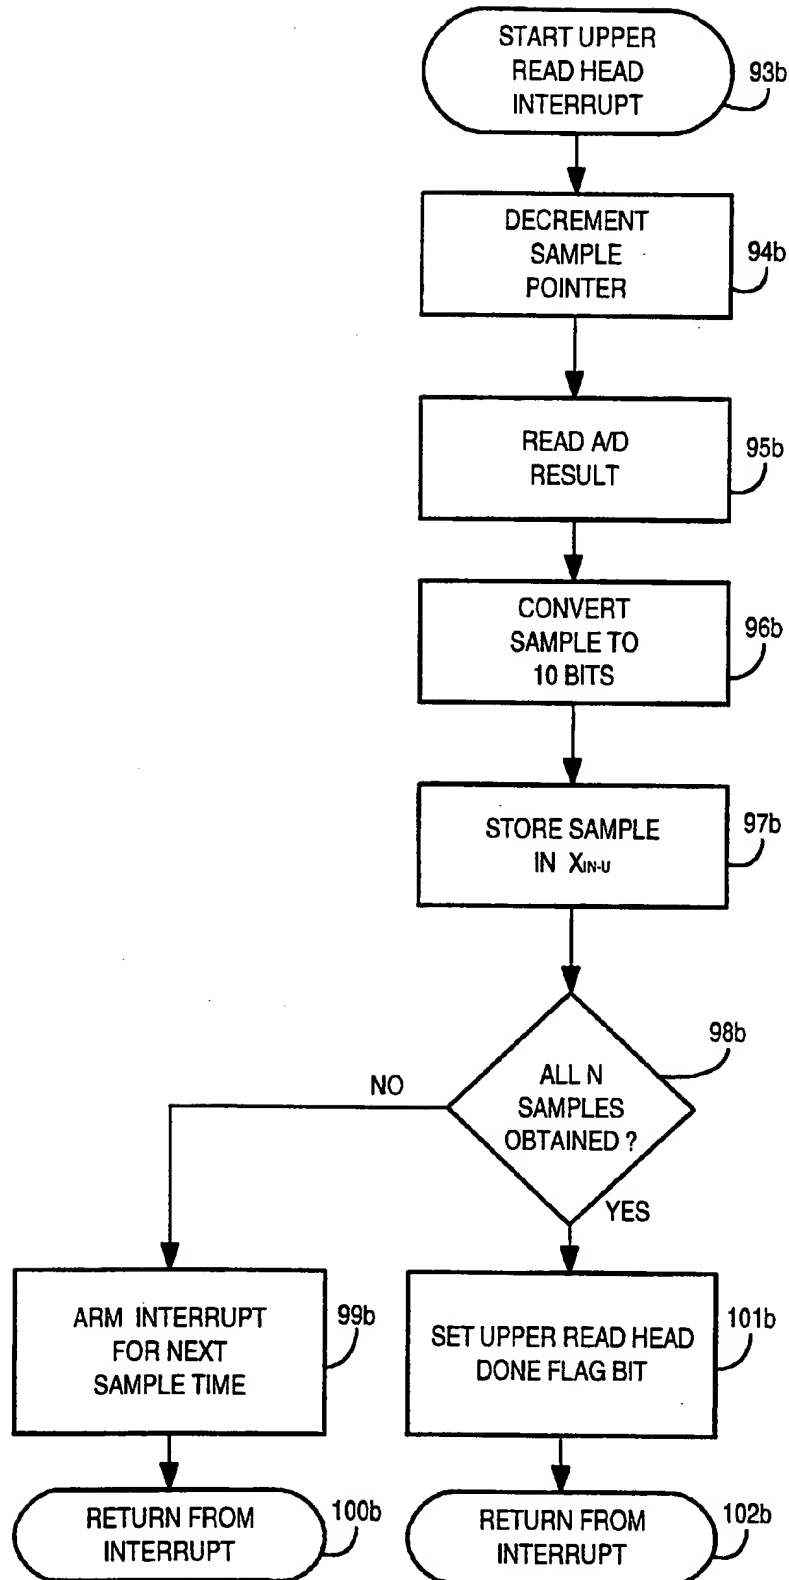 START UPPER
READ HEAD
INTERRUPT
93b
DECREMENT
SAMPLE
POINTER
94b
READ A/D
RESULT
95b
CONVERT
SAMPLE TO
10 BITS
96b
STORE SAMPLE
IN XIN-U
97b
98b
ALL N
SAMPLES
OBTAINED ?
NO
YES
ARM INTERRUPT
FOR NEXT
SAMPLE TIME
99b
SET UPPER READ HEAD
DONE FLAG BIT
101b
RETURN FROM
INTERRUPT
100b
RETURN FROM
INTERRUPT
102b